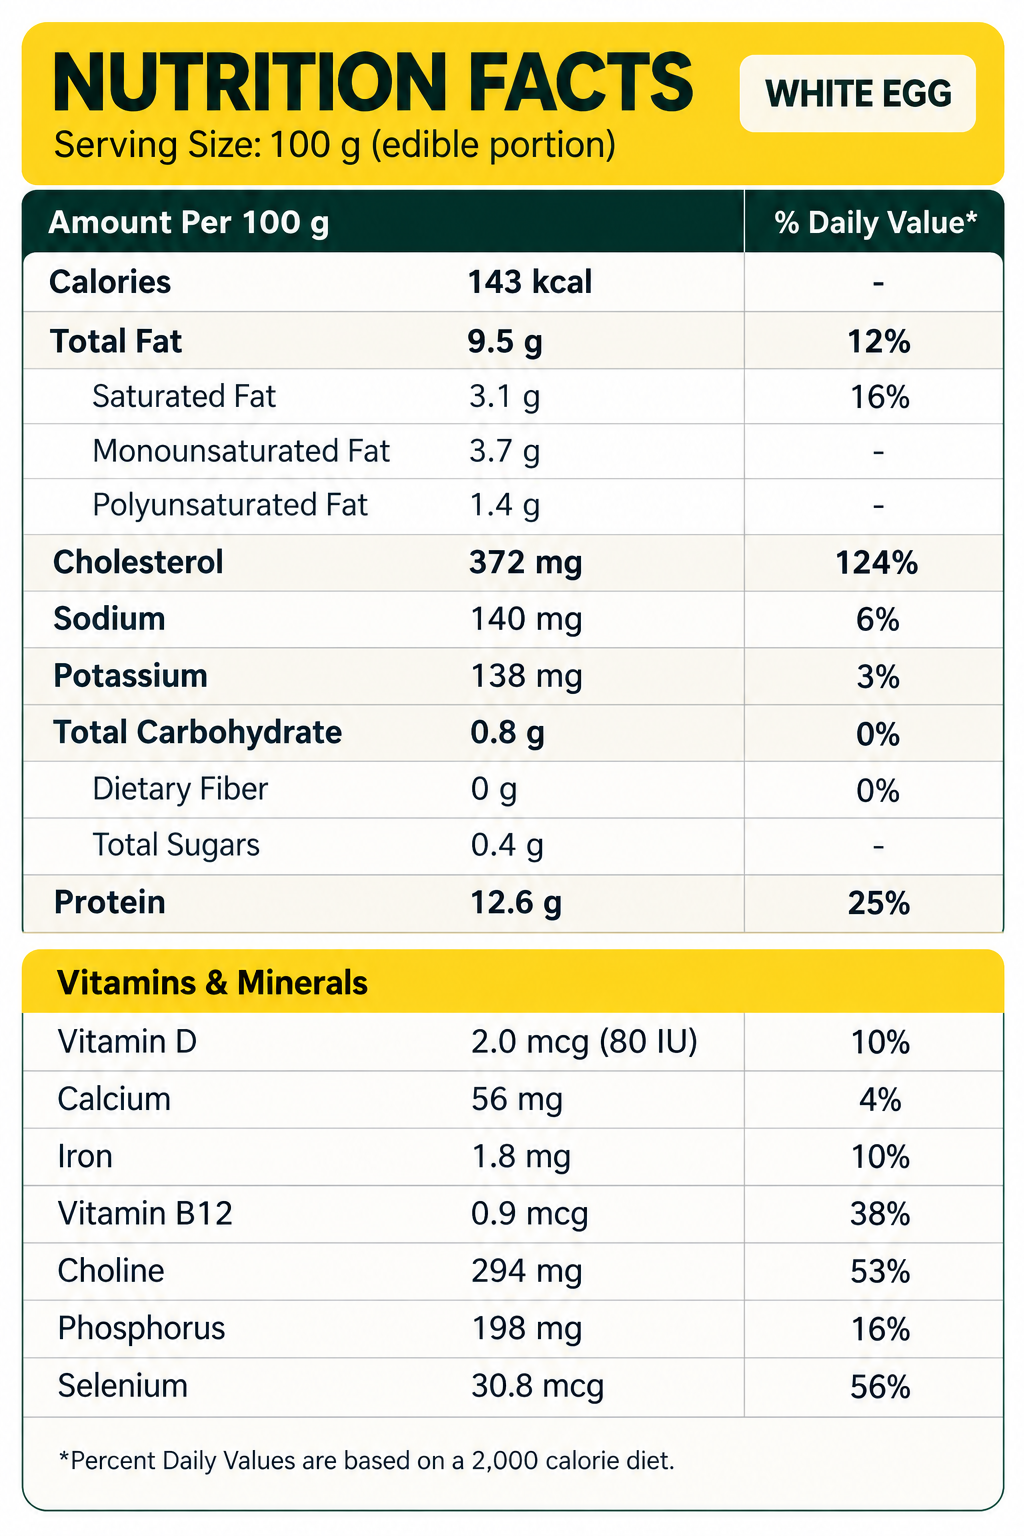 NUTRITION FACTS
WHITE EGG
Serving Size: 100 g (edible portion)
Amount Per 100 g % Daily Value*
Calories 143 kcal -
Total Fat 9.5 g 12%
Saturated Fat 3.1 g 16%
Monounsaturated Fat 3.7 g -
Polyunsaturated Fat 1.4 g -
Cholesterol 372 mg 124%
Sodium 140 mg 6%
Potassium 138 mg 3%
Total Carbohydrate 0.8 g 0%
Dietary Fiber 0 g 0%
Total Sugars 0.4 g -
Protein 12.6 g 25%
Vitamins & Minerals
Vitamin D 2.0 mcg (80 IU) 10%
Calcium 56 mg 4%
Iron 1.8 mg 10%
Vitamin B12 0.9 mcg 38%
Choline 294 mg 53%
Phosphorus 198 mg 16%
Selenium 30.8 mcg 56%
*Percent Daily Values are based on a 2,000 calorie diet.